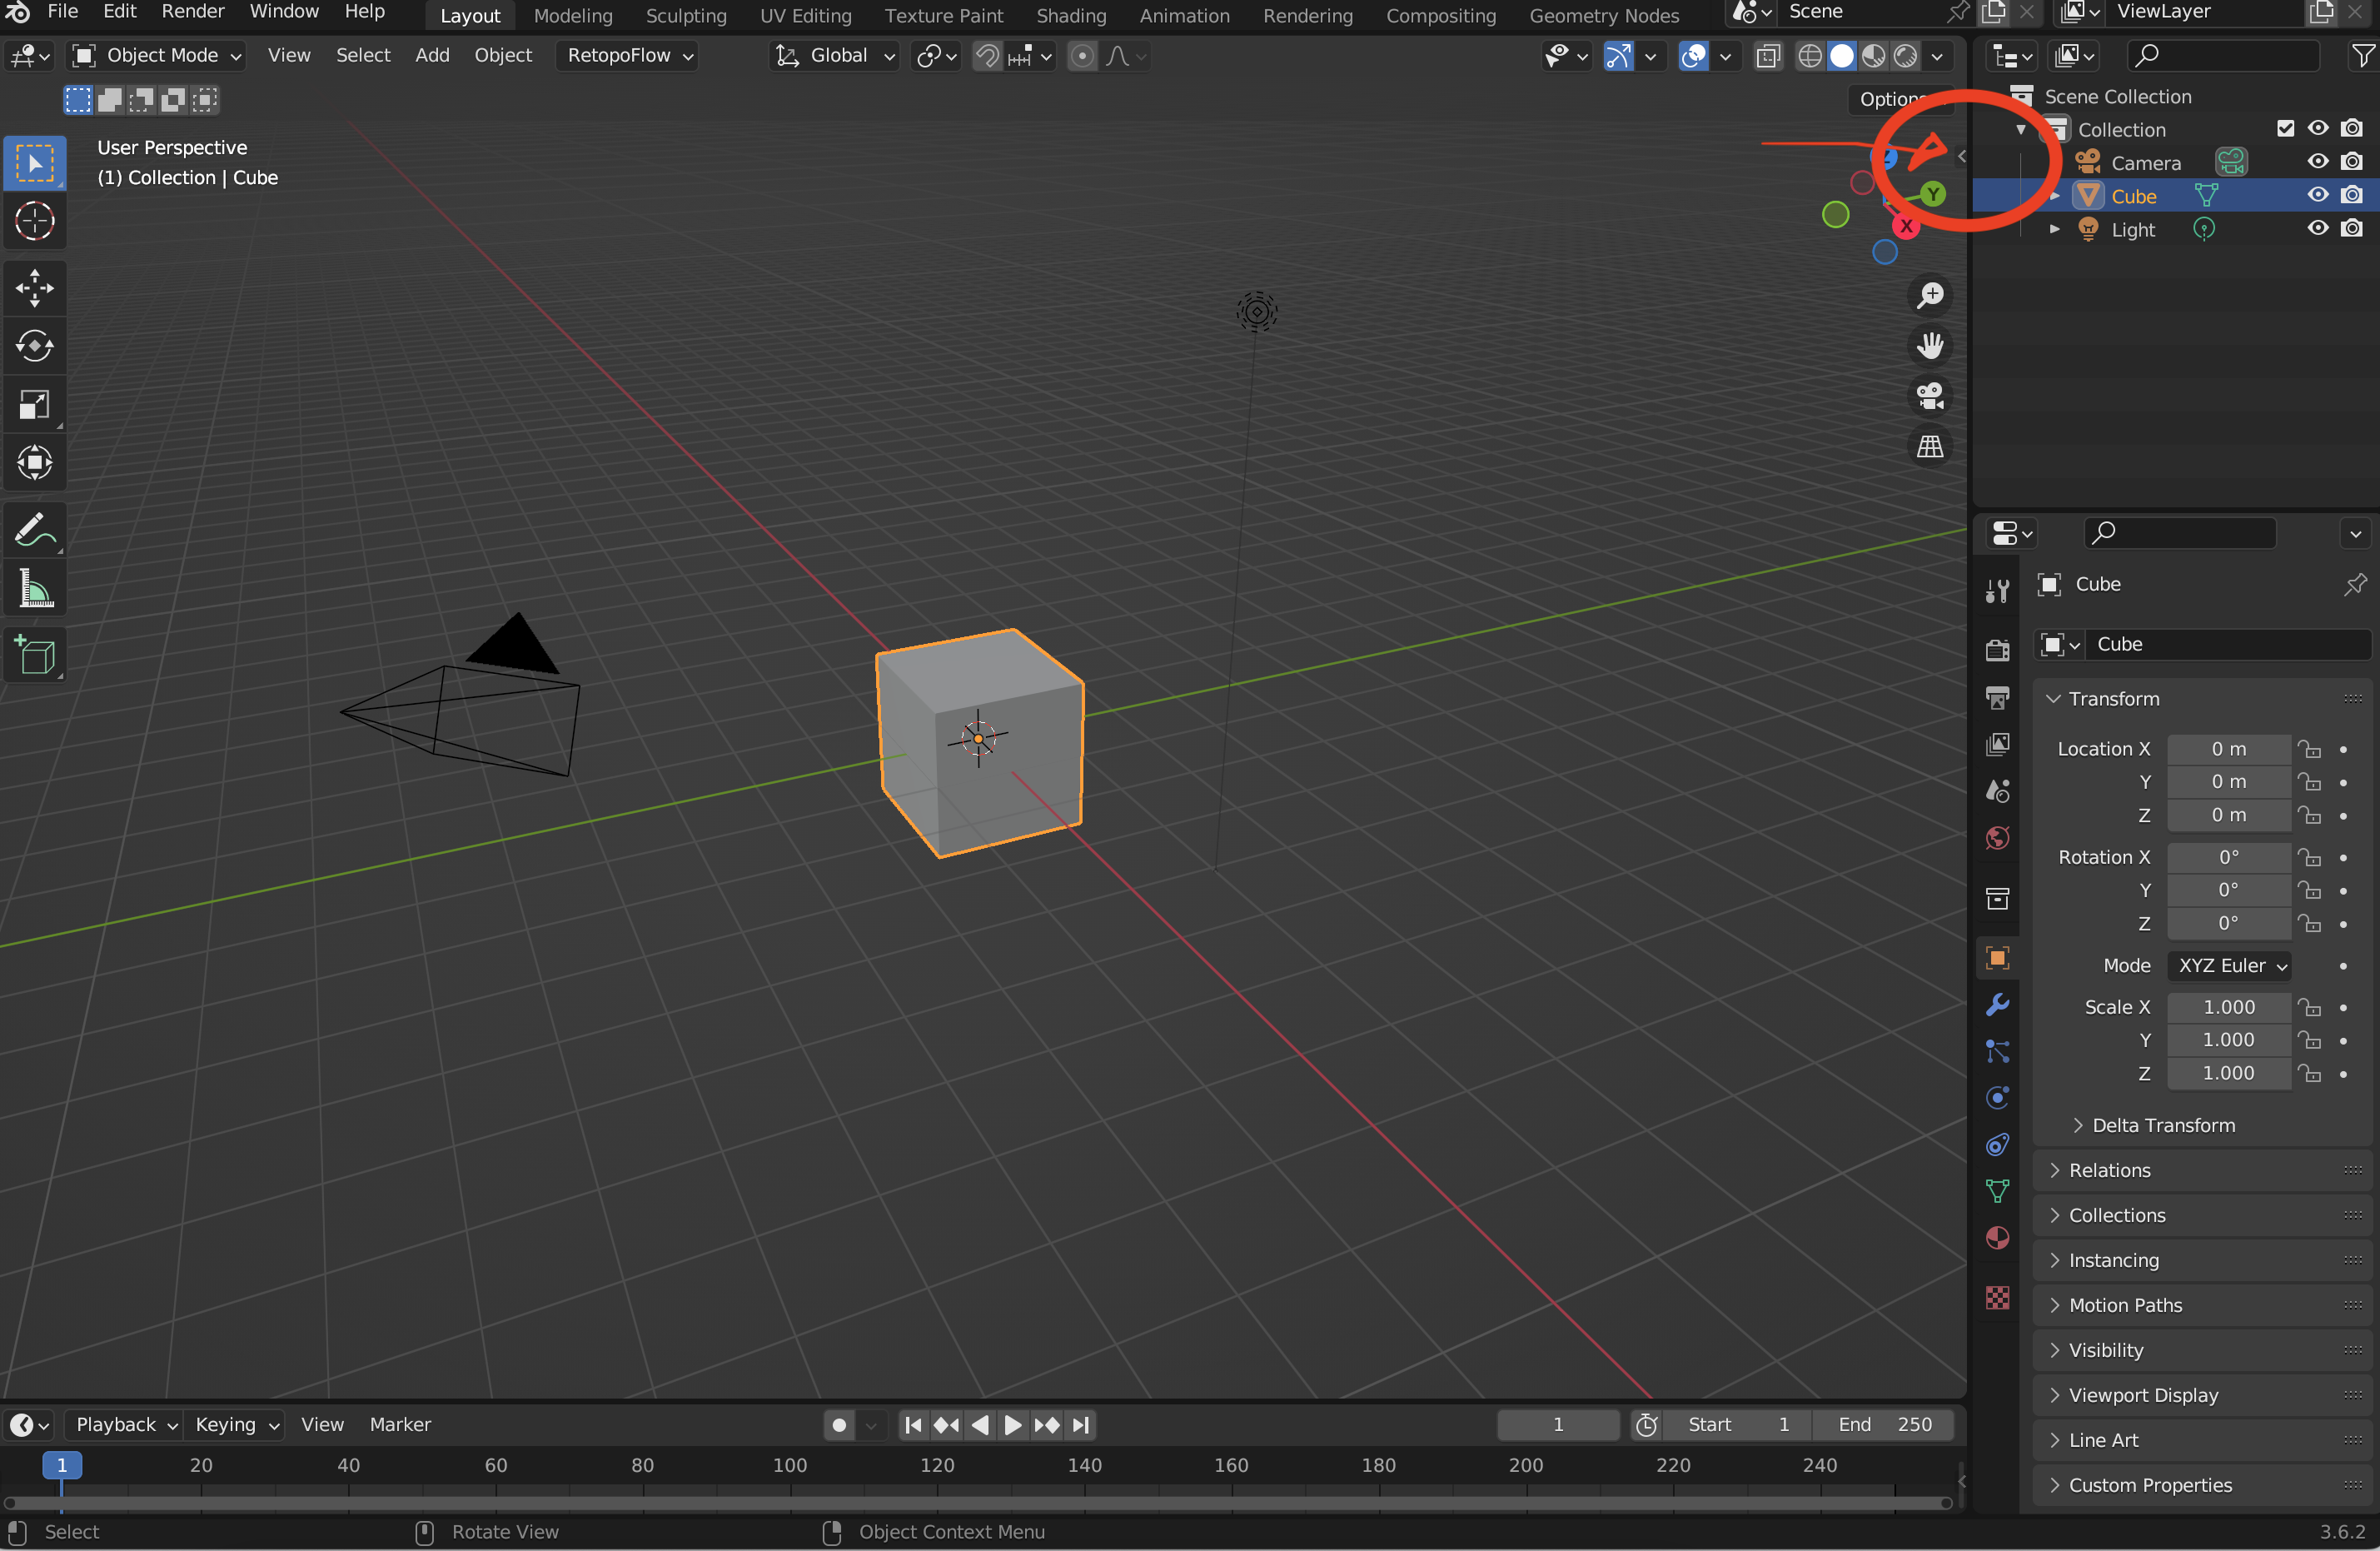 File Edit Render Window Help Layout Modeling Sculpting UV Editing Texture Paint Shading Animation Rendering Compositing Geometry Nodes Scene ViewLayer
Object Mode View Select Add Object RetopoFlow Global
Options
User Perspective
(1) Collection | Cube
Z
Y
X
Scene Collection
Collection
Camera
Cube
Light
Cube
Cube
Transform
Location X 0 m
Y 0 m
Z 0 m
Rotation X 0°
Y 0°
Z 0°
Mode XYZ Euler
Scale X 1.000
Y 1.000
Z 1.000
Delta Transform
Relations
Collections
Instancing
Motion Paths
Visibility
Viewport Display
Line Art
Custom Properties
Playback Keying View Marker 1 Start 1 End 250
1 20 40 60 80 100 120 140 160 180 200 220 240
Select Rotate View Object Context Menu 3.6.2